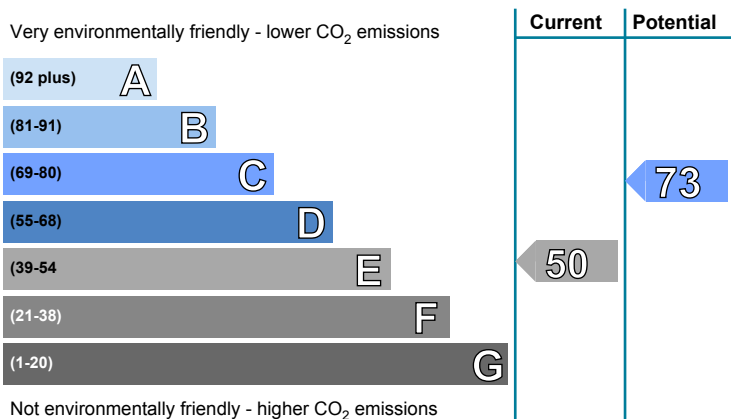 Very environmentally friendly - lower CO2 emissions
Current
Potential
(92 plus) A
(81-91) B
(69-80) C
73
(55-68) D
(39-54 E
50
(21-38) F
(1-20) G
Not environmentally friendly - higher CO2 emissions